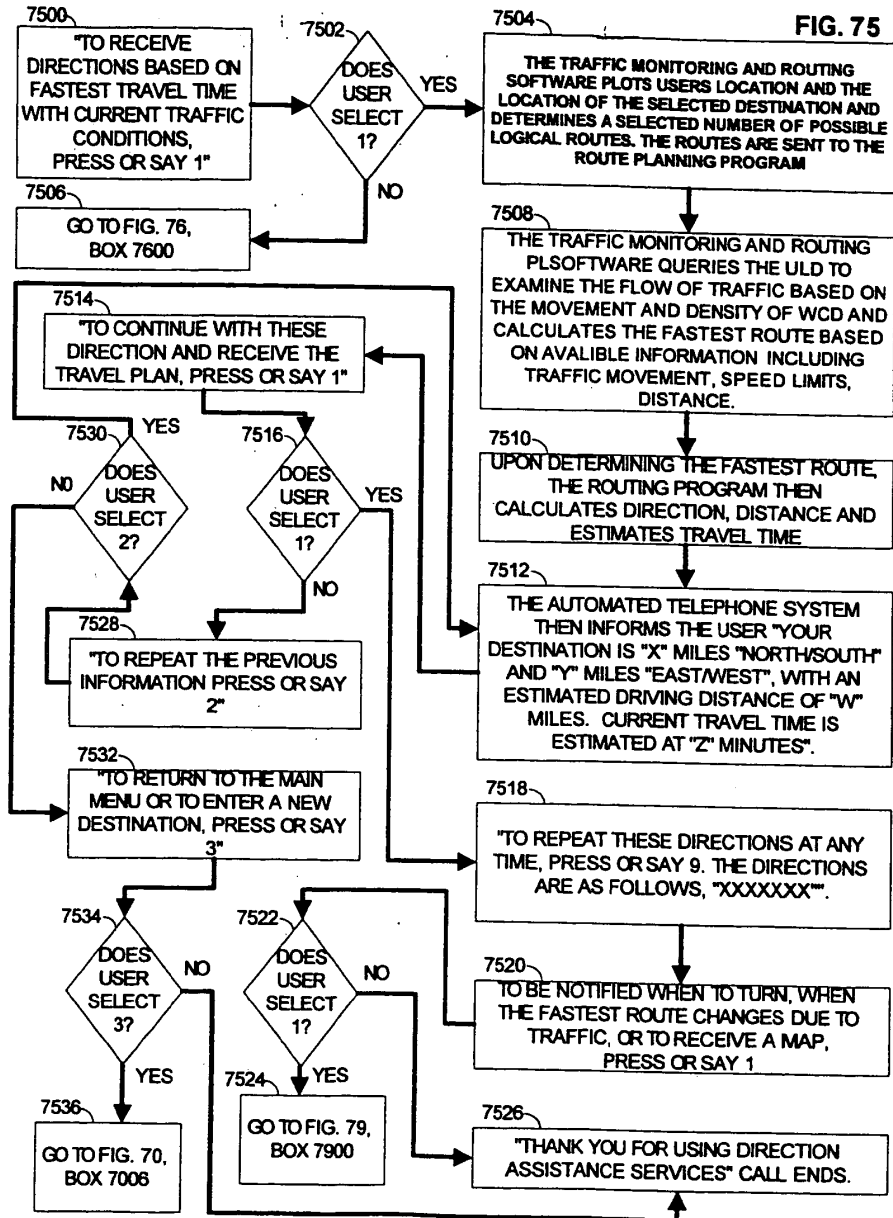 FIG. 75
7500
"TO RECEIVE
DIRECTIONS BASED ON
FASTEST TRAVEL TIME
WITH CURRENT TRAFFIC
CONDITIONS,
PRESS OR SAY 1"
7502
DOES
USER
SELECT
1?
YES
NO
7504
THE TRAFFIC MONITORING AND ROUTING
SOFTWARE PLOTS USERS LOCATION AND THE
LOCATION OF THE SELECTED DESTINATION AND
DETERMINES A SELECTED NUMBER OF POSSIBLE
LOGICAL ROUTES. THE ROUTES ARE SENT TO THE
ROUTE PLANNING PROGRAM
7506
GO TO FIG. 76,
BOX 7600
7508
THE TRAFFIC MONITORING AND ROUTING
PLSOFTWARE QUERIES THE ULD TO
EXAMINE THE FLOW OF TRAFFIC BASED ON
THE MOVEMENT AND DENSITY OF WCD AND
CALCULATES THE FASTEST ROUTE BASED
ON AVALIBLE INFORMATION INCLUDING
TRAFFIC MOVEMENT, SPEED LIMITS,
DISTANCE.
7510
UPON DETERMINING THE FASTEST ROUTE,
THE ROUTING PROGRAM THEN
CALCULATES DIRECTION, DISTANCE AND
ESTIMATES TRAVEL TIME
7512
THE AUTOMATED TELEPHONE SYSTEM
THEN INFORMS THE USER "YOUR
DESTINATION IS "X" MILES "NORTH/SOUTH"
AND "Y" MILES "EAST/WEST", WITH AN
ESTIMATED DRIVING DISTANCE OF "W"
MILES. CURRENT TRAVEL TIME IS
ESTIMATED AT "Z" MINUTES".
7514
"TO CONTINUE WITH THESE
DIRECTION AND RECEIVE THE
TRAVEL PLAN, PRESS OR SAY 1"
7516
DOES
USER
SELECT
1?
YES
NO
7530
YES
N0
DOES
USER
SELECT
2?
7528
"TO REPEAT THE PREVIOUS
INFORMATION PRESS OR SAY
2"
7532
"TO RETURN TO THE MAIN
MENU OR TO ENTER A NEW
DESTINATION, PRESS OR SAY
3"
7518
"TO REPEAT THESE DIRECTIONS AT ANY
TIME, PRESS OR SAY 9. THE DIRECTIONS
ARE AS FOLLOWS, "XXXXXXX"".
7520
TO BE NOTIFIED WHEN TO TURN, WHEN
THE FASTEST ROUTE CHANGES DUE TO
TRAFFIC, OR TO RECEIVE A MAP,
PRESS OR SAY 1
7534
DOES
USER
SELECT
3?
NO
YES
7522
DOES
USER
SELECT
1?
NO
YES
7536
GO TO FIG. 70,
BOX 7006
7524
GO TO FIG. 79,
BOX 7900
7526
"THANK YOU FOR USING DIRECTION
ASSISTANCE SERVICES" CALL ENDS.